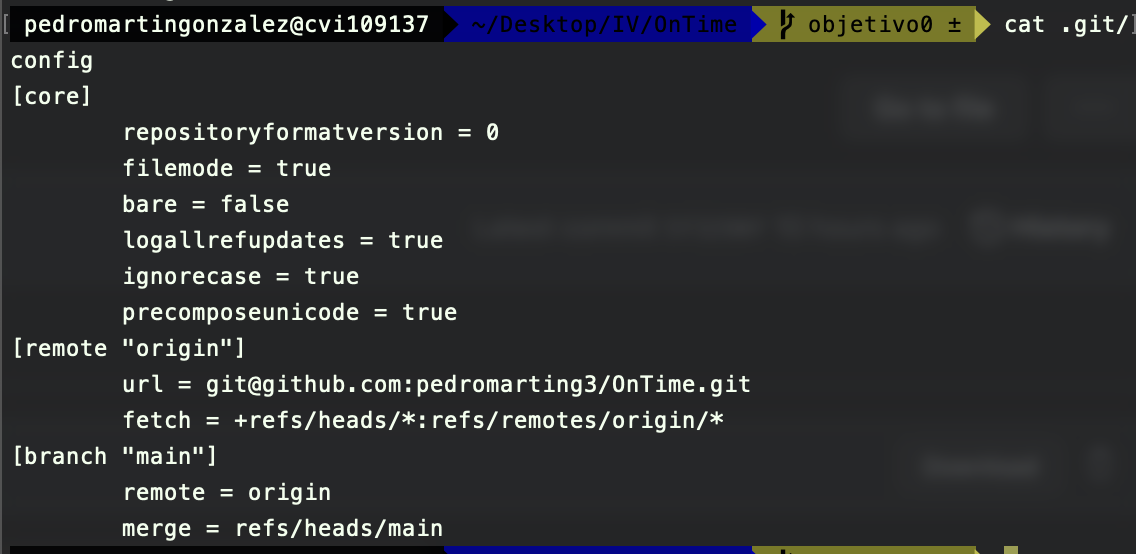 pedromartingonzalez@cvi109137 ~/Desktop/IV/OnTime objetivo0 ± cat .git/
config
[core]
repositoryformatversion = 0
filemode = true
bare = false
logallrefupdates = true
ignorecase = true
precomposeunicode = true
[remote "origin"]
url = git@github.com:pedromarting3/OnTime.git
fetch = +refs/heads/*:refs/remotes/origin/*
[branch "main"]
remote = origin
merge = refs/heads/main